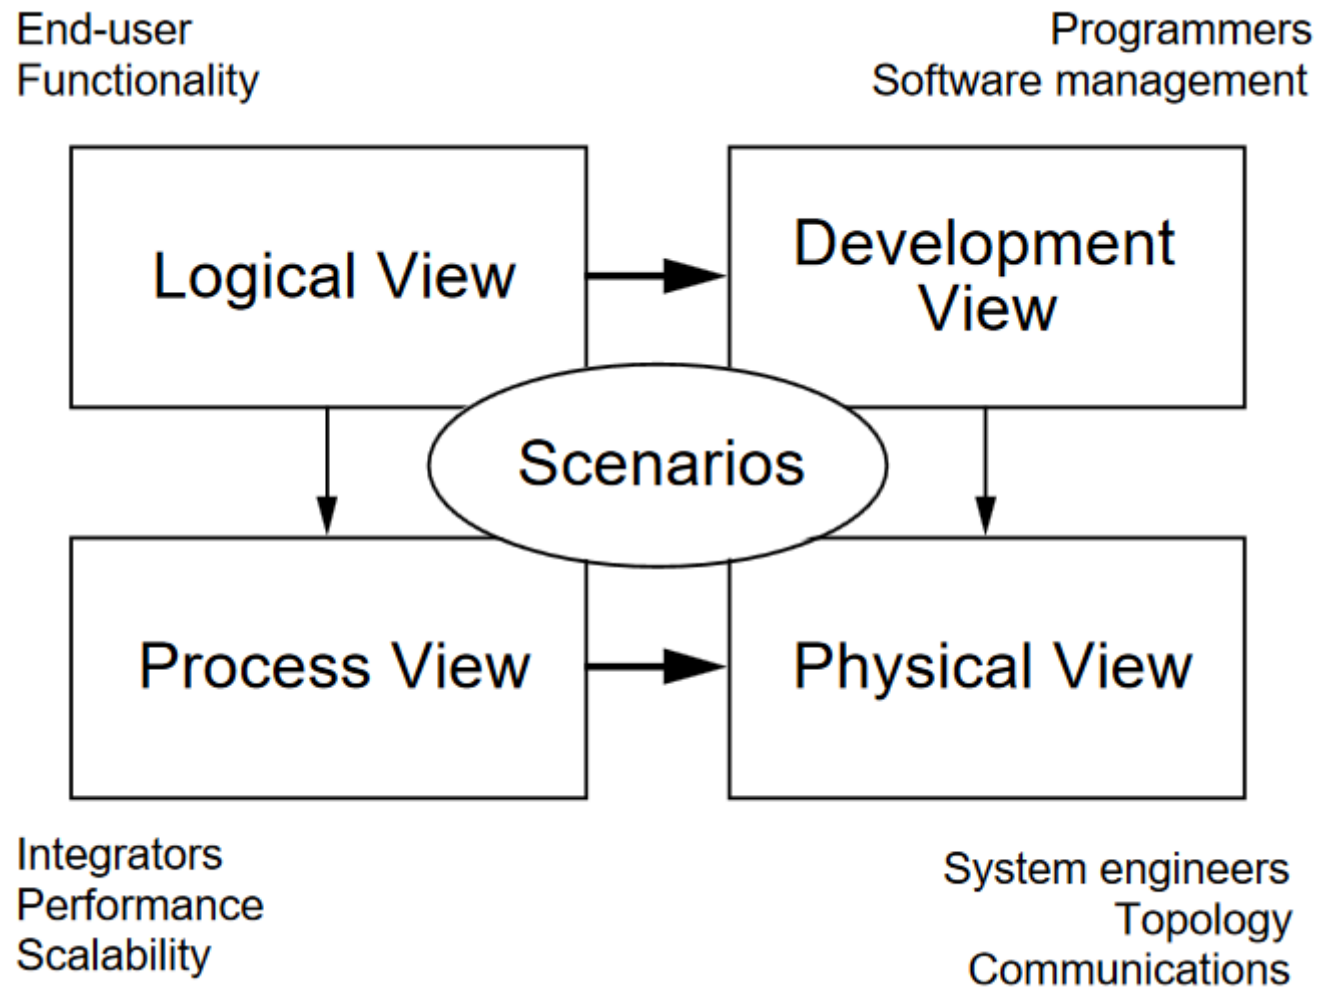 End-user
Functionality
Programmers
Software management
Logical View
Development
View
Scenarios
Process View
Physical View
Integrators
Performance
Scalability
System engineers
Topology
Communications